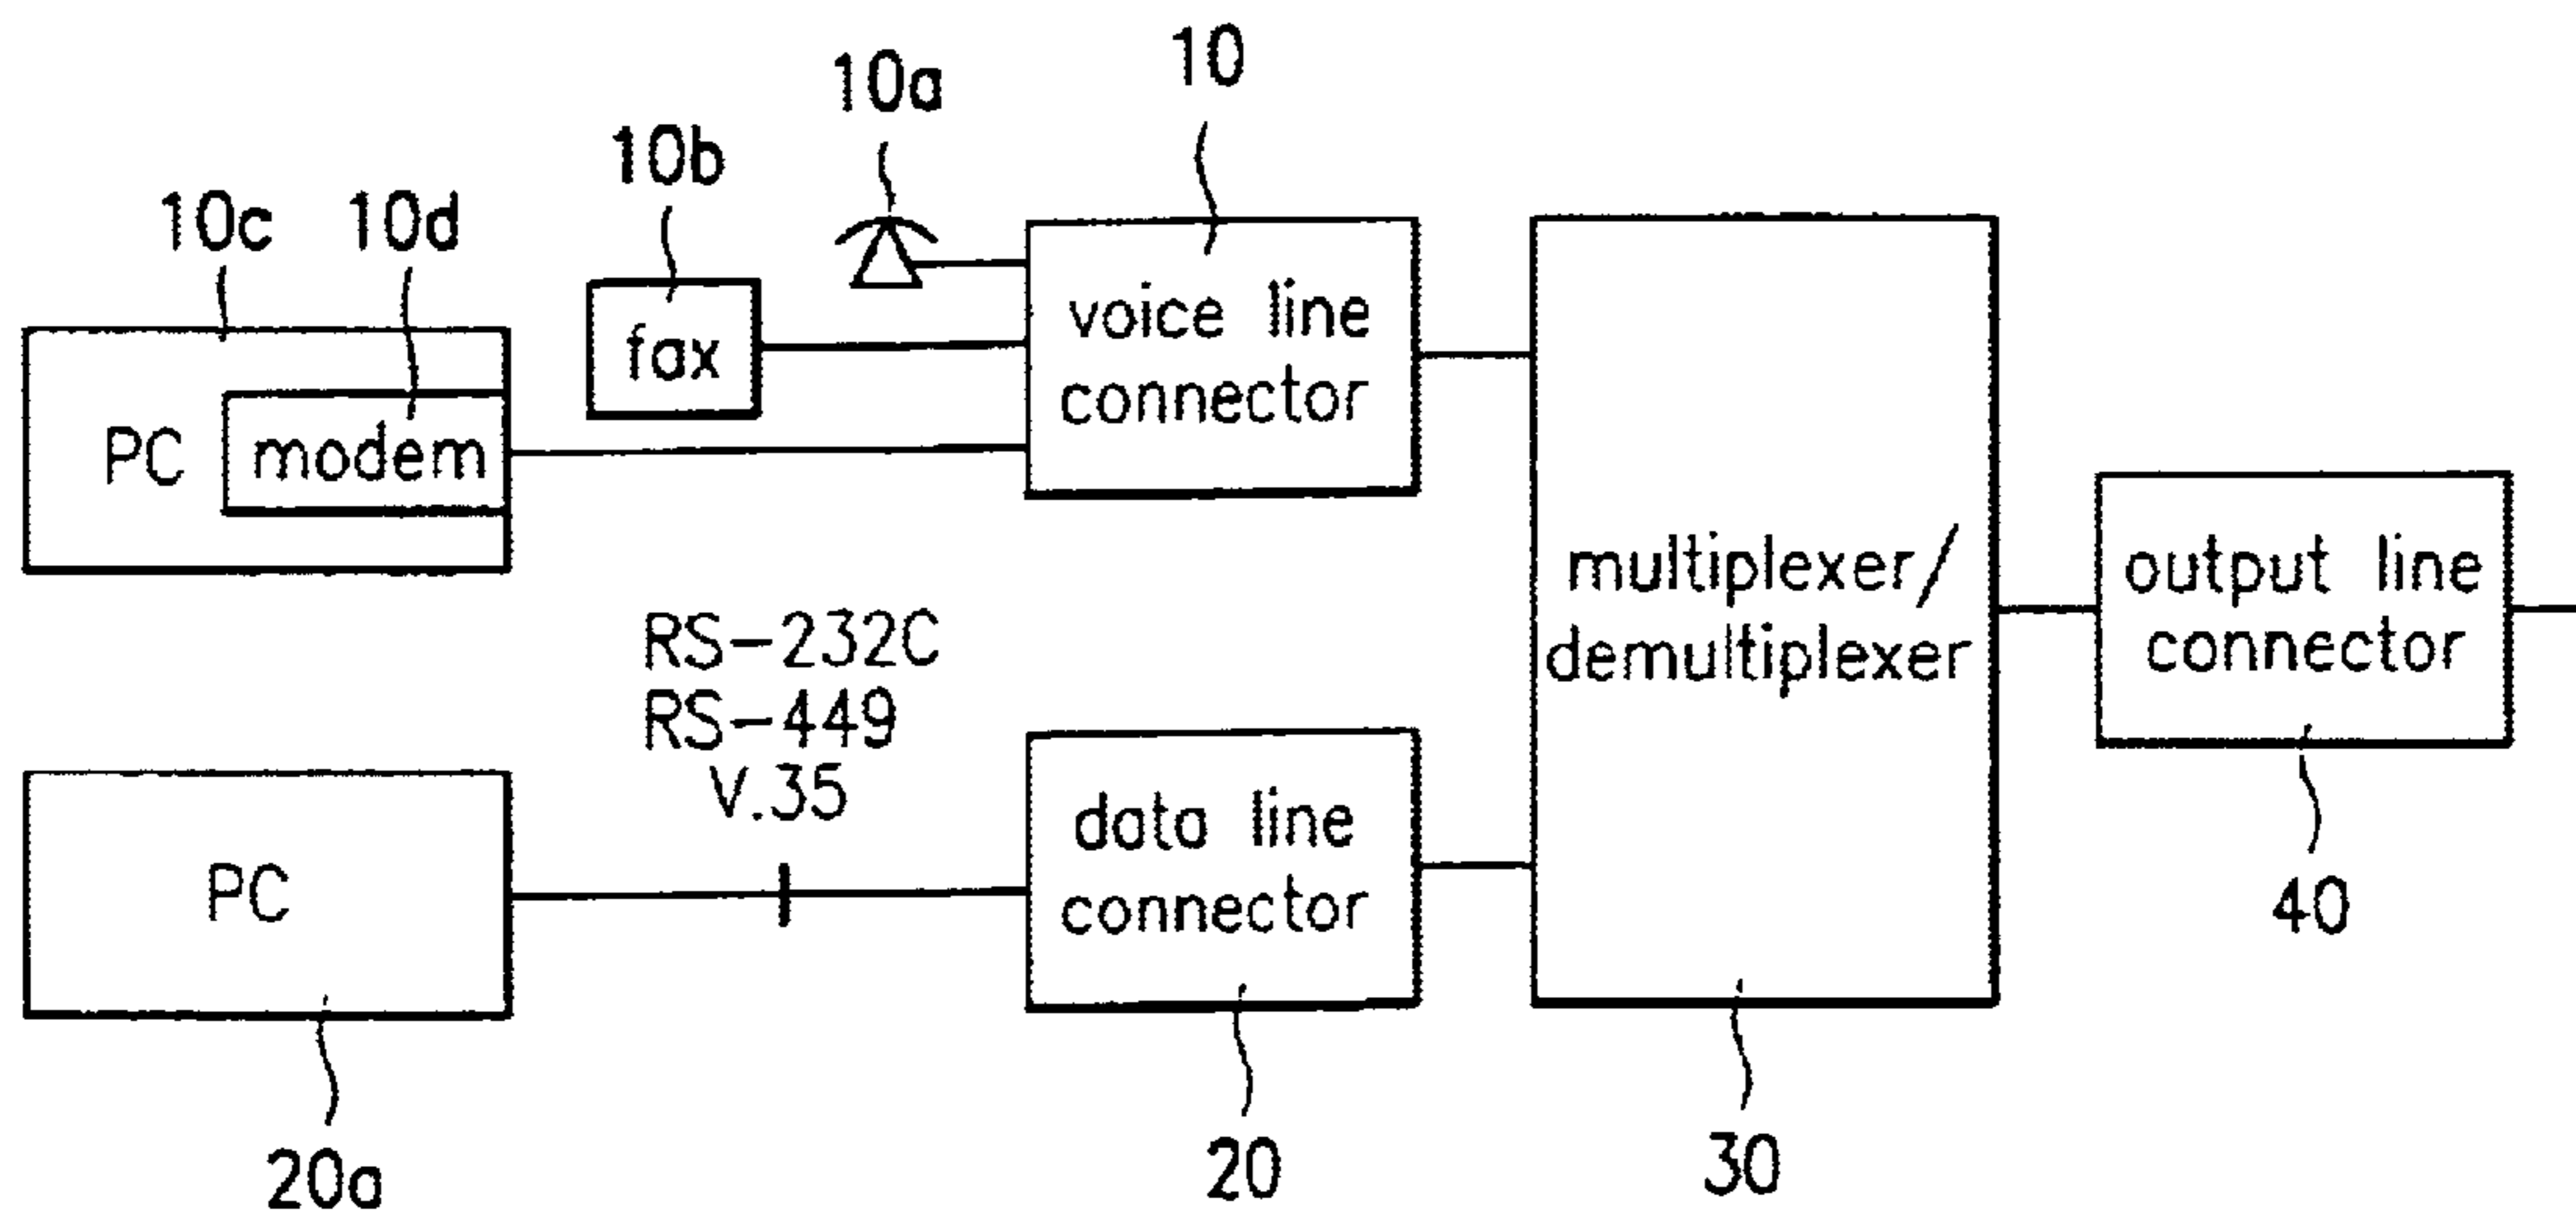 10
10a
10b
10c 10d
fax
voice line
connector
PC modem
multiplexer/
demultiplexer
output line
connector
RS-232C
RS-449
V.35
data line
connector
PC
40
20a
20
30